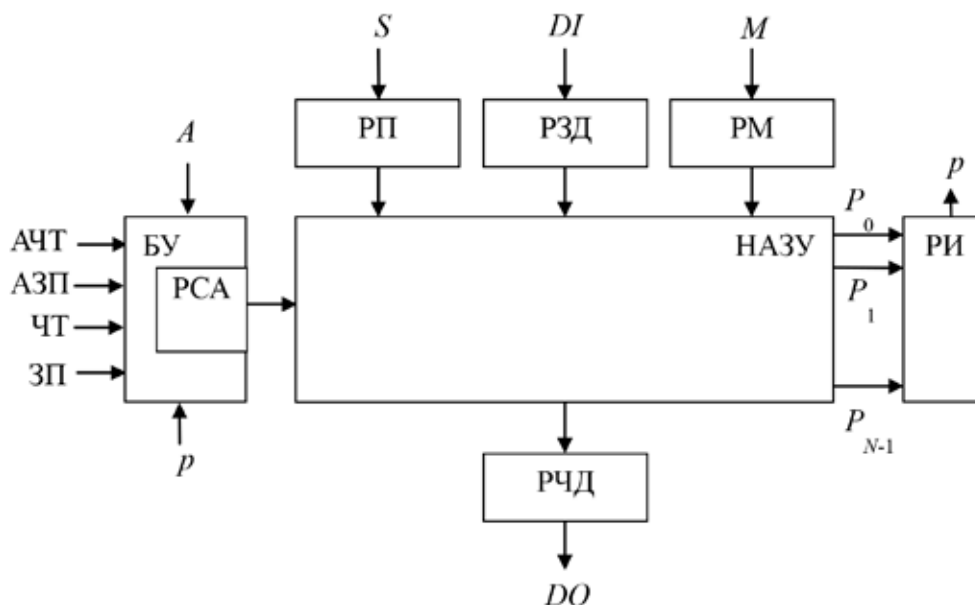 S DI M
РП РЗД РМ
A
p
P0
АЧТ БУ НАЗУ РИ
АЗП РСА
P1
ЧТ
ЗП
PN-1
p
РЧД
DO